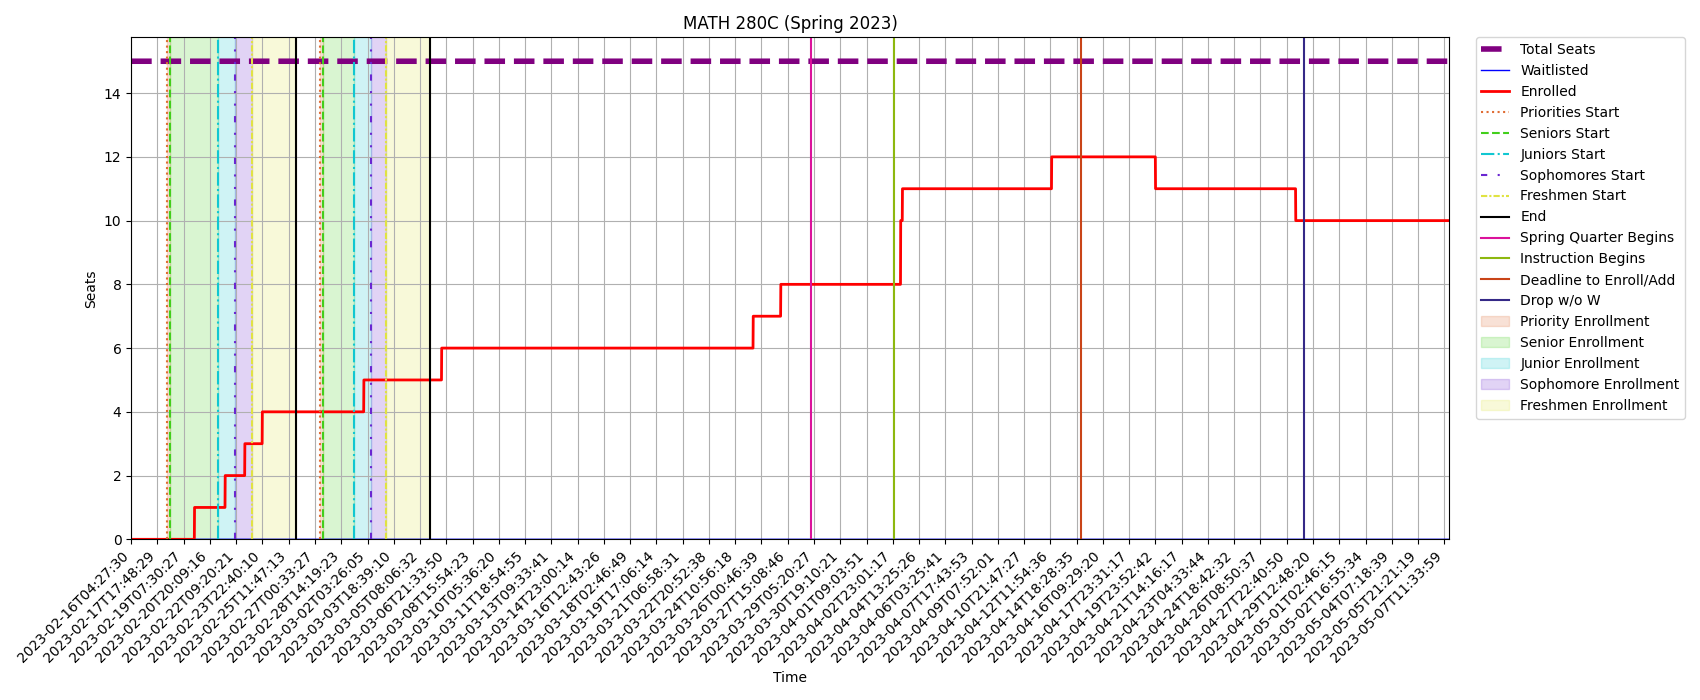 MATH 280C (Spring 2023)
Seats
14
12
10
8
6
4
2
0
2023-02-16T04:27:30
2023-02-17T17:48:29
2023-02-19T07:30:27
2023-02-20T20:09:16
2023-02-22T09:20:21
2023-02-23T22:40:10
2023-02-25T11:47:13
2023-02-27T00:33:27
2023-02-28T14:19:23
2023-03-02T03:26:05
2023-03-03T18:39:10
2023-03-05T08:06:32
2023-03-06T21:33:50
2023-03-08T15:54:23
2023-03-10T05:36:20
2023-03-11T18:54:55
2023-03-13T09:33:41
2023-03-14T23:00:14
2023-03-16T12:43:26
2023-03-18T02:46:49
2023-03-19T17:06:14
2023-03-21T06:58:31
2023-03-22T20:52:38
2023-03-24T10:56:18
2023-03-26T00:46:39
2023-03-27T15:08:46
2023-03-29T05:20:27
2023-03-30T19:10:21
2023-04-01T09:03:51
2023-04-02T23:01:17
2023-04-04T13:25:26
2023-04-06T03:25:41
2023-04-07T17:43:53
2023-04-09T07:52:01
2023-04-10T21:47:27
2023-04-12T11:54:36
2023-04-14T18:28:35
2023-04-16T09:29:20
2023-04-17T23:31:17
2023-04-19T23:52:42
2023-04-21T14:16:17
2023-04-23T04:33:44
2023-04-24T18:42:32
2023-04-26T08:50:37
2023-04-27T22:40:50
2023-04-29T12:48:20
2023-05-01T02:46:15
2023-05-02T16:55:34
2023-05-04T07:18:39
2023-05-05T21:21:19
2023-05-07T11:33:59
Time
Total Seats
Waitlisted
Enrolled
Priorities Start
Seniors Start
Juniors Start
Sophomores Start
Freshmen Start
End
Spring Quarter Begins
Instruction Begins
Deadline to Enroll/Add
Drop w/o W
Priority Enrollment
Senior Enrollment
Junior Enrollment
Sophomore Enrollment
Freshmen Enrollment